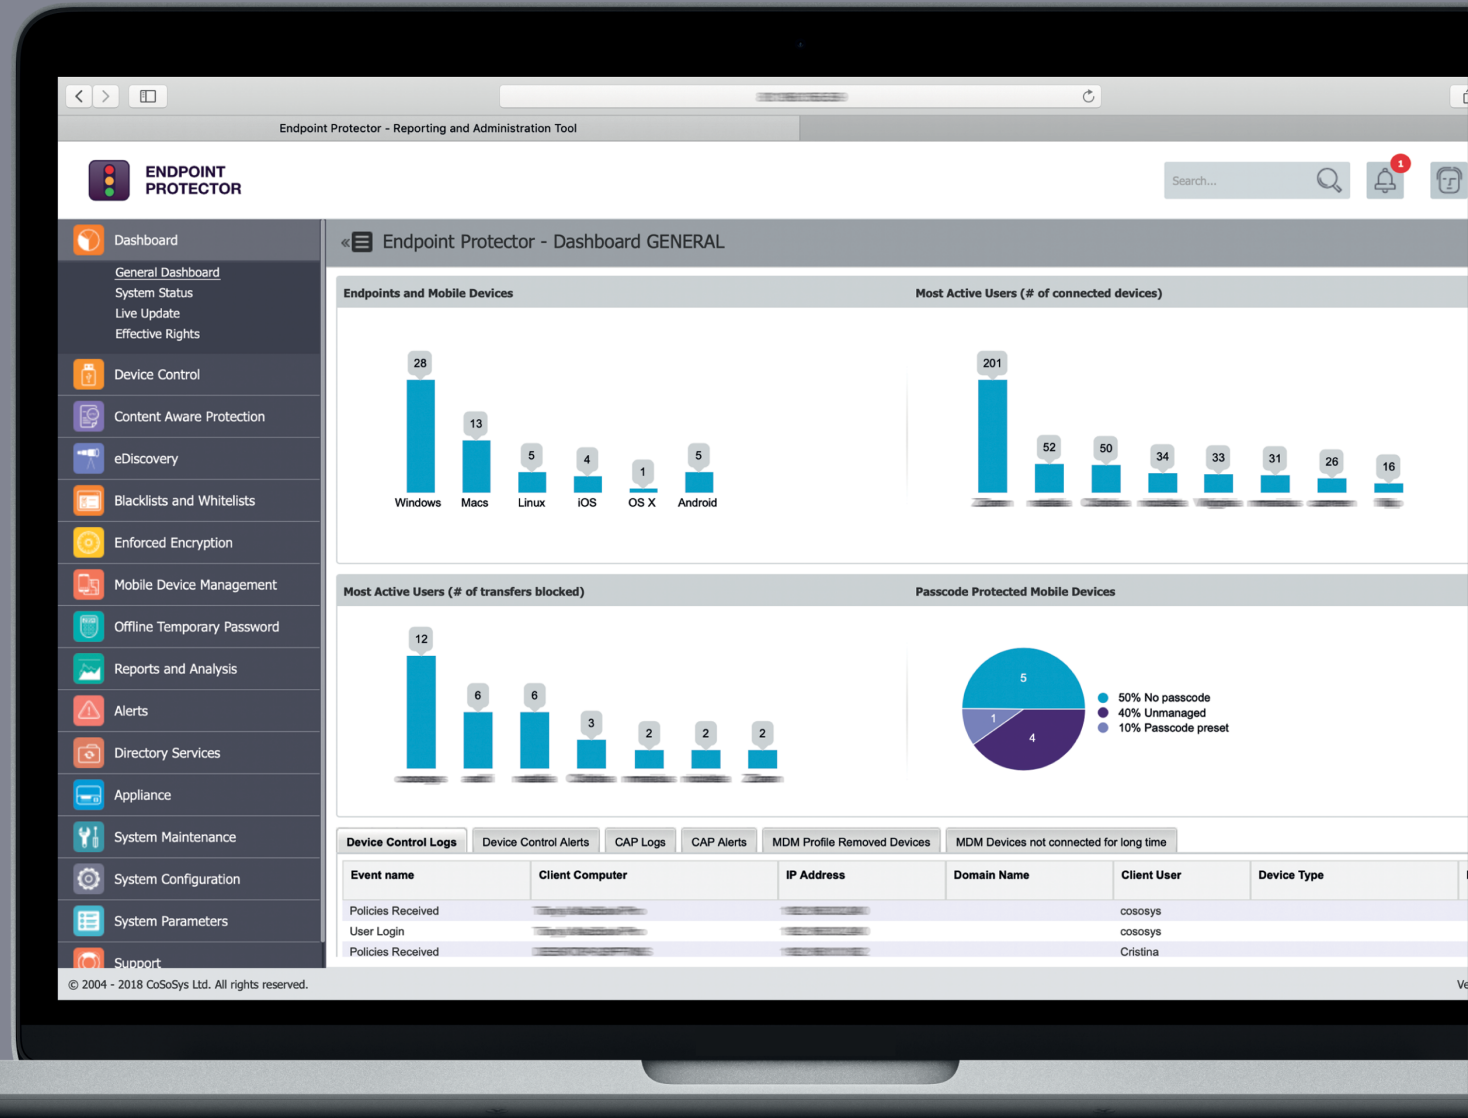 Endpoint Protector - Reporting and Administration Tool
ENDPOINT
PROTECTOR
Search...
1
Dashboard
General Dashboard
System Status
Live Update
Effective Rights
Device Control
Content Aware Protection
eDiscovery
Blacklists and Whitelists
Enforced Encryption
Mobile Device Management
Offline Temporary Password
Reports and Analysis
Alerts
Directory Services
Appliance
System Maintenance
System Configuration
System Parameters
Support
« Endpoint Protector - Dashboard GENERAL
Endpoints and Mobile Devices
28
13
5
4
1
5
Windows Macs Linux iOS OS X Android
Most Active Users (# of connected devices)
201
52
50
34
33
31
26
16
Most Active Users (# of transfers blocked)
12
6
6
3
2
2
2
Passcode Protected Mobile Devices
5
1
4
50% No passcode
40% Unmanaged
10% Passcode preset
Device Control Logs Device Control Alerts CAP Logs CAP Alerts MDM Profile Removed Devices MDM Devices not connected for long time
Event name Client Computer IP Address Domain Name Client User Device Type
Policies Received cososys
User Login cososys
Policies Received Cristina
© 2004 - 2018 CoSoSys Ltd. All rights reserved.